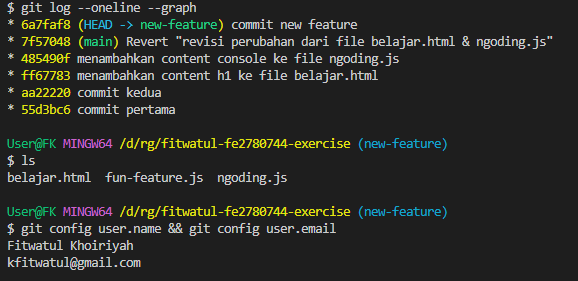 $ git log --oneline --graph
* 6a7faf8 (HEAD -> new-feature) commit new feature
* 7f57048 (main) Revert "revisi perubahan dari file belajar.html & ngoding.js"
* 485490f menambahkan content console ke file ngoding.js
* ff67783 menambahkan content h1 ke file belajar.html
* aa22220 commit kedua
* 55d3bc6 commit pertama
User@FK MINGW64 /d/rg/fitwatul-fe2780744-exercise (new-feature)
$ ls
belajar.html  fun-feature.js  ngoding.js
User@FK MINGW64 /d/rg/fitwatul-fe2780744-exercise (new-feature)
$ git config user.name && git config user.email
Fitwatul Khoiriyah
kfitwatul@gmail.com